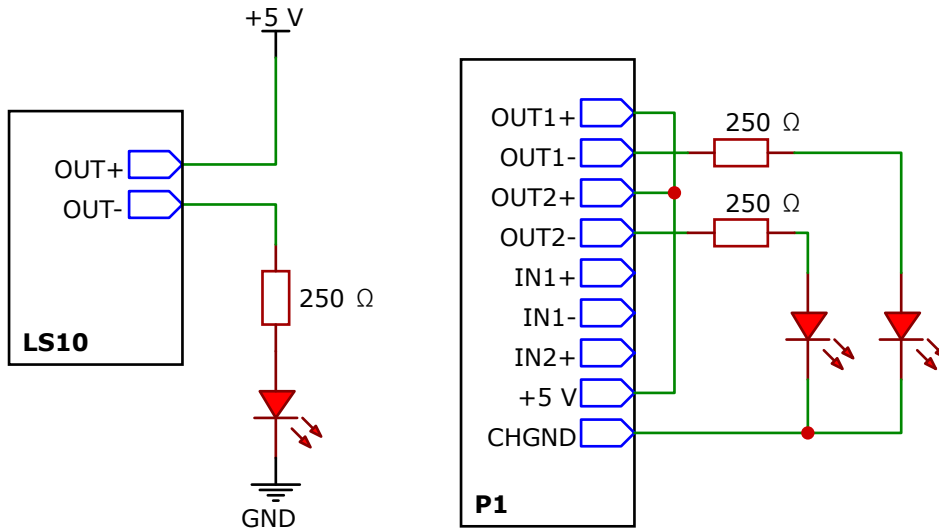 +5 V
OUT+
OUT-
250 Ω
LS10
GND
OUT1+
OUT1-
OUT2+
OUT2-
IN1+
IN1-
IN2+
+5 V
CHGND
P1
250 Ω
250 Ω